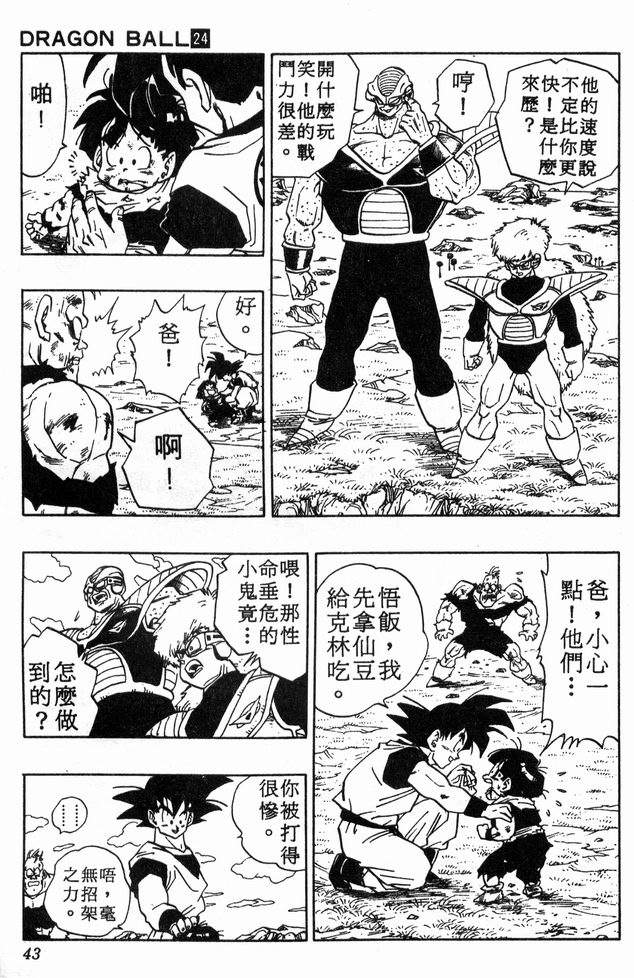 DRAGON BALL 24
他的速度說
不定比你更
快！是什麼
來歷？
哼！
開什麼玩
笑！他的戰
鬥力很差。
啪！
好。
爸！
啊！
爸，小心一
點！他們…
悟飯，我
先拿仙豆
給克林吃。
喂！那性
命垂危的
小鬼竟…
怎麼做
到的？
你被打得
很慘。
……
唔，毫
無招架
之力。
43